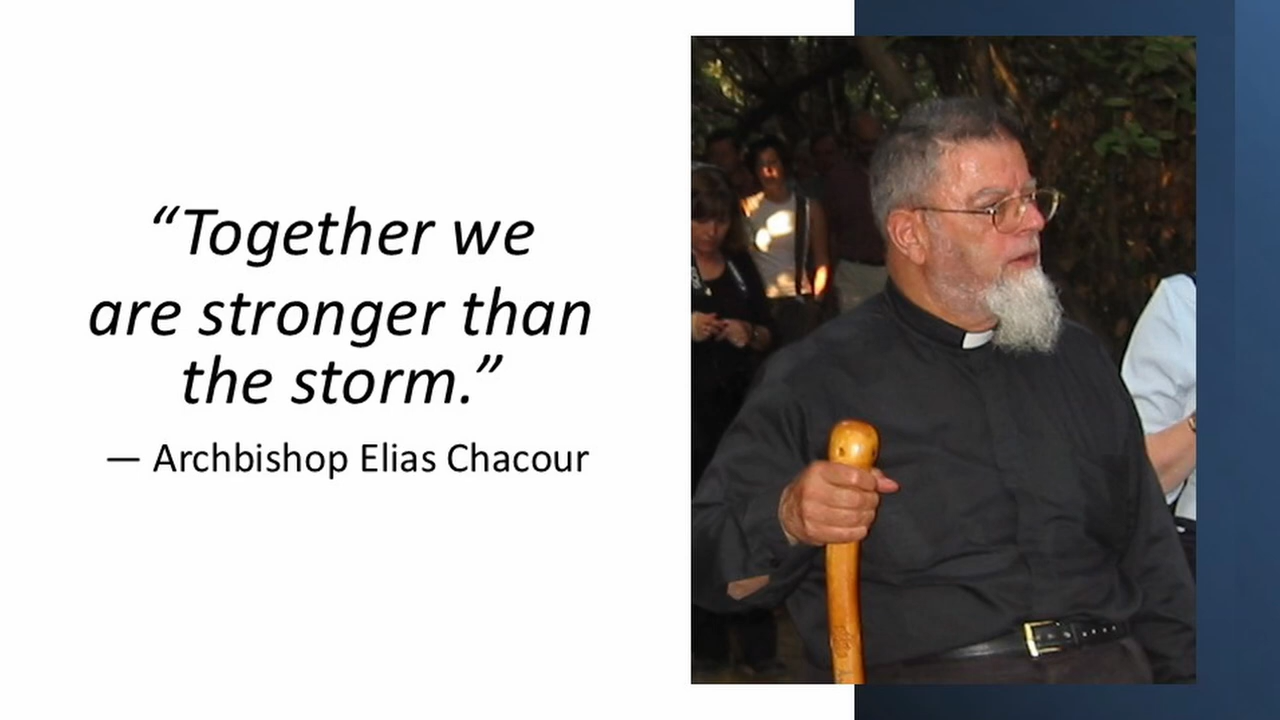 “Together we
are stronger than
the storm.”
— Archbishop Elias Chacour